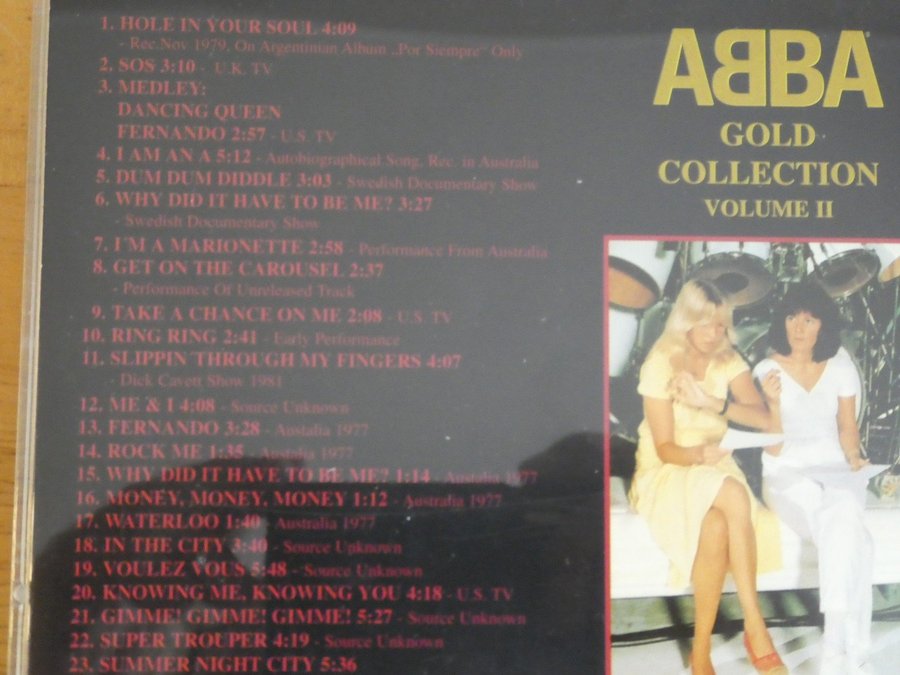 1. HOLE IN YOUR SOUL 4:09
- Rec.Nov. 1979, On Argentinian Album „Por Siempre" Only
2. SOS 3:10 - U.K. TV
3. MEDLEY:
DANCING QUEEN
FERNANDO 2:57 - U.S. TV
4. I AM AN A 5:12 - Autobiographical Song, Rec. in Australia
5. DUM DUM DIDDLE 3:03 - Swedish Documentary Show
6. WHY DID IT HAVE TO BE ME? 3:27
- Swedish Documentary Show
7. I'M A MARIONETTE 2:58 - Performance From Australia
8. GET ON THE CAROUSEL 2:37
- Performance Of Unreleased Track
9. TAKE A CHANCE ON ME 2:08 - U.S. TV
10. RING RING 2:41 - Early Performance
11. SLIPPIN THROUGH MY FINGERS 4:07
- Dick Cavett Show 1981
12. ME & I 4:08 - Source Unknown
13. FERNANDO 3:28 - Austalia 1977
14. ROCK ME 1:35 - Austalia 1977
15. WHY DID IT HAVE TO BE ME? 1:14 - Austalia 1977
16. MONEY, MONEY, MONEY 1:12 - Australia 1977
17. WATERLOO 1:40 - Australia 1977
18. IN THE CITY 3:40 - Source Unknown
19. VOULEZ VOUS 5:48 - Source Unknown
20. KNOWING ME, KNOWING YOU 4:18 - U.S. TV
21. GIMME! GIMME! GIMME! 5:27 - Source Unknown
22. SUPER TROUPER 4:19 - Source Unknown
23. SUMMER NIGHT CITY 5:36
ABBA
GOLD
COLLECTION
VOLUME II